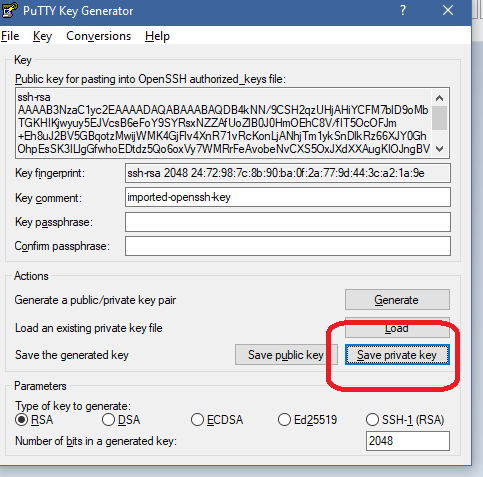 PuTTY Key Generator
File Key Conversions Help
Key
Public key for pasting into OpenSSH authorized_keys file:
ssh-rsa
AAAAB3NzaC1yc2EAAAADAQABAAABAQDB4kNN/9CSH2qzUHjAHiYCFM7bID9oMb
TGKHIKjwyuy5EJVcsB6eFoY9SYRsxNZZAfUoZlB0J0HmOEhC8V/fIT5OcOFJm
+Eh8uJ2BV5GBqotzMwijWMK4GjFlv4XnR71vRcKonLjANhjTm1ykSnDlkRz66XJY0Gh
OhpEsSK3ILlgGfwhoEDtdz5Qo6oxVy7WMRrFeAvobeNvCXS5OxJXdXXAugKlOJngBV
Key fingerprint: ssh-rsa 2048 24:72:98:7c:8b:90:ba:0f:2a:77:9d:44:3c:a2:1a:9e
Key comment: imported-openssh-key
Key passphrase:
Confirm passphrase:
Actions
Generate a public/private key pair Generate
Load an existing private key file Load
Save the generated key Save public key Save private key
Parameters
Type of key to generate:
RSA DSA ECDSA Ed25519 SSH-1 (RSA)
Number of bits in a generated key: 2048